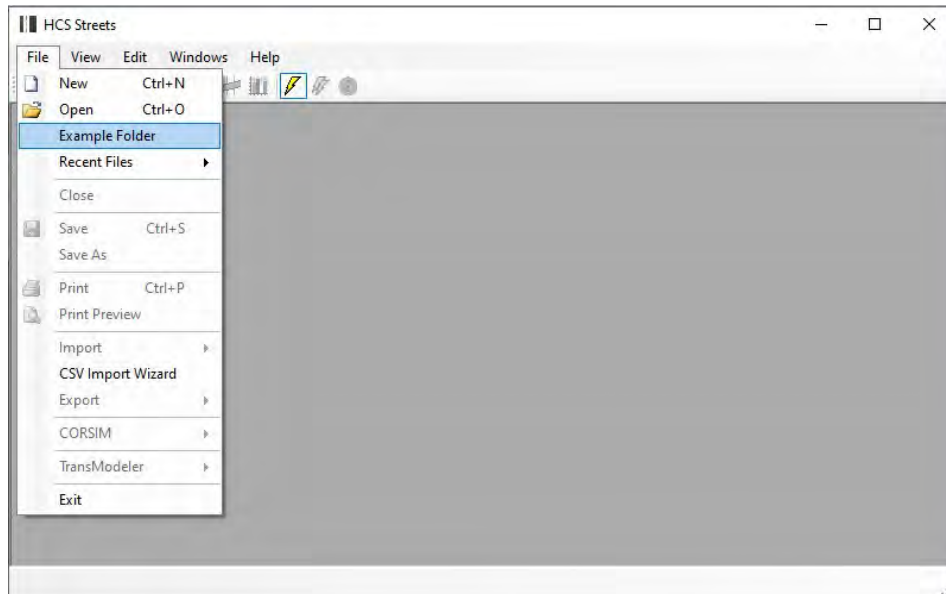 HCS Streets
File View Edit Windows Help
New Ctrl+N
Open Ctrl+O
Example Folder
Recent Files
Close
Save Ctrl+S
Save As
Print Ctrl+P
Print Preview
Import
CSV Import Wizard
Export
CORSIM
TransModeler
Exit